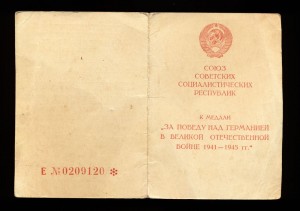 Е №0209120 *
СОЮЗ
СОВЕТСКИХ
СОЦИАЛИСТИЧЕСКИХ
РЕСПУБЛИК
К МЕДАЛИ
„ЗА ПОБЕДУ НАД ГЕРМАНИЕЙ
В ВЕЛИКОЙ ОТЕЧЕСТВЕННОЙ
ВОЙНЕ 1941—1945 гг.“